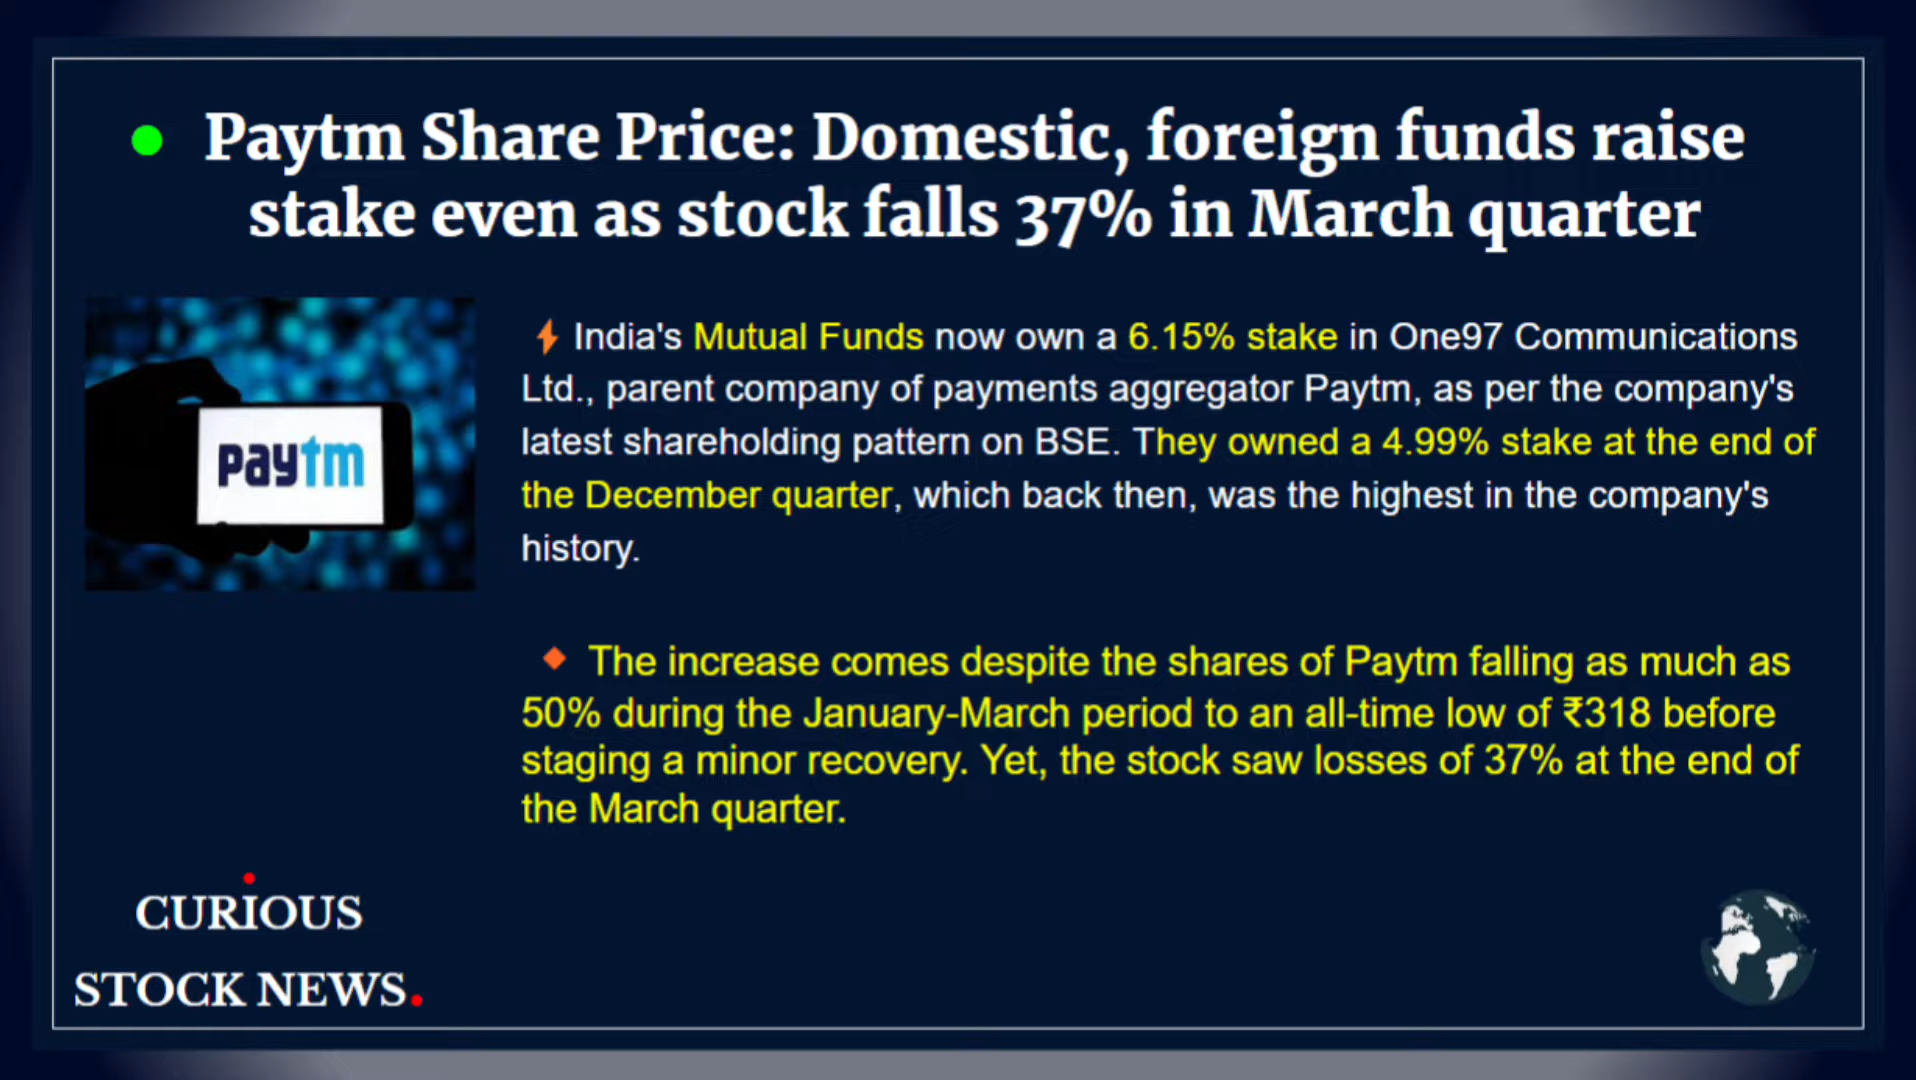 Paytm Share Price: Domestic, foreign funds raise
stake even as stock falls 37% in March quarter
paytm
India's Mutual Funds now own a 6.15% stake in One97 Communications
Ltd., parent company of payments aggregator Paytm, as per the company's
latest shareholding pattern on BSE. They owned a 4.99% stake at the end of
the December quarter, which back then, was the highest in the company's
history.
The increase comes despite the shares of Paytm falling as much as
50% during the January-March period to an all-time low of ₹318 before
staging a minor recovery. Yet, the stock saw losses of 37% at the end of
the March quarter.
CURIOUS
STOCK NEWS.